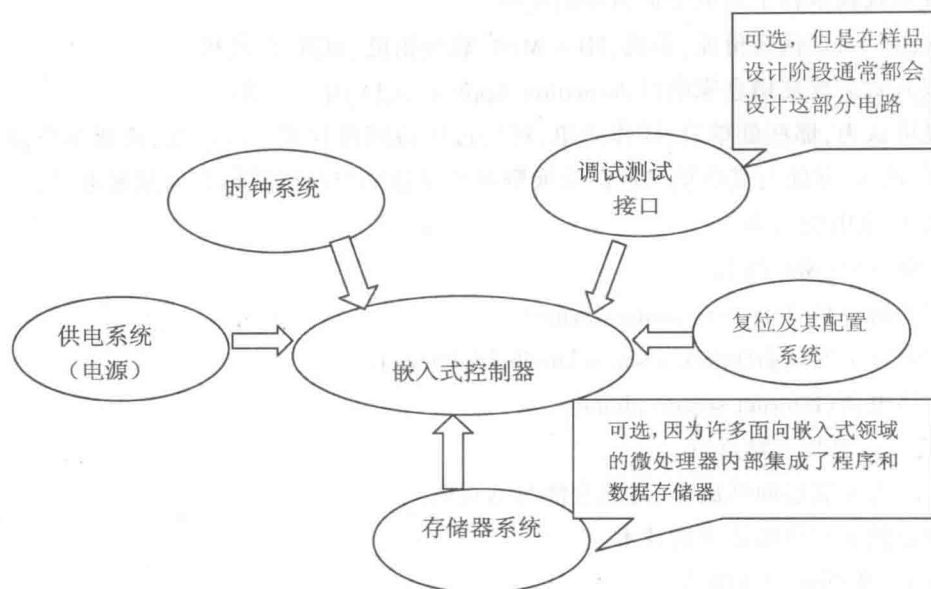 可选，但是在样品
设计阶段通常都会
设计这部分电路
时钟系统
调试测试
接口
供电系统
（电源）
嵌入式控制器
复位及其配置
系统
可选，因为许多面向嵌入式领域
的微处理器内部集成了程序和
数据存储器
存储器系统